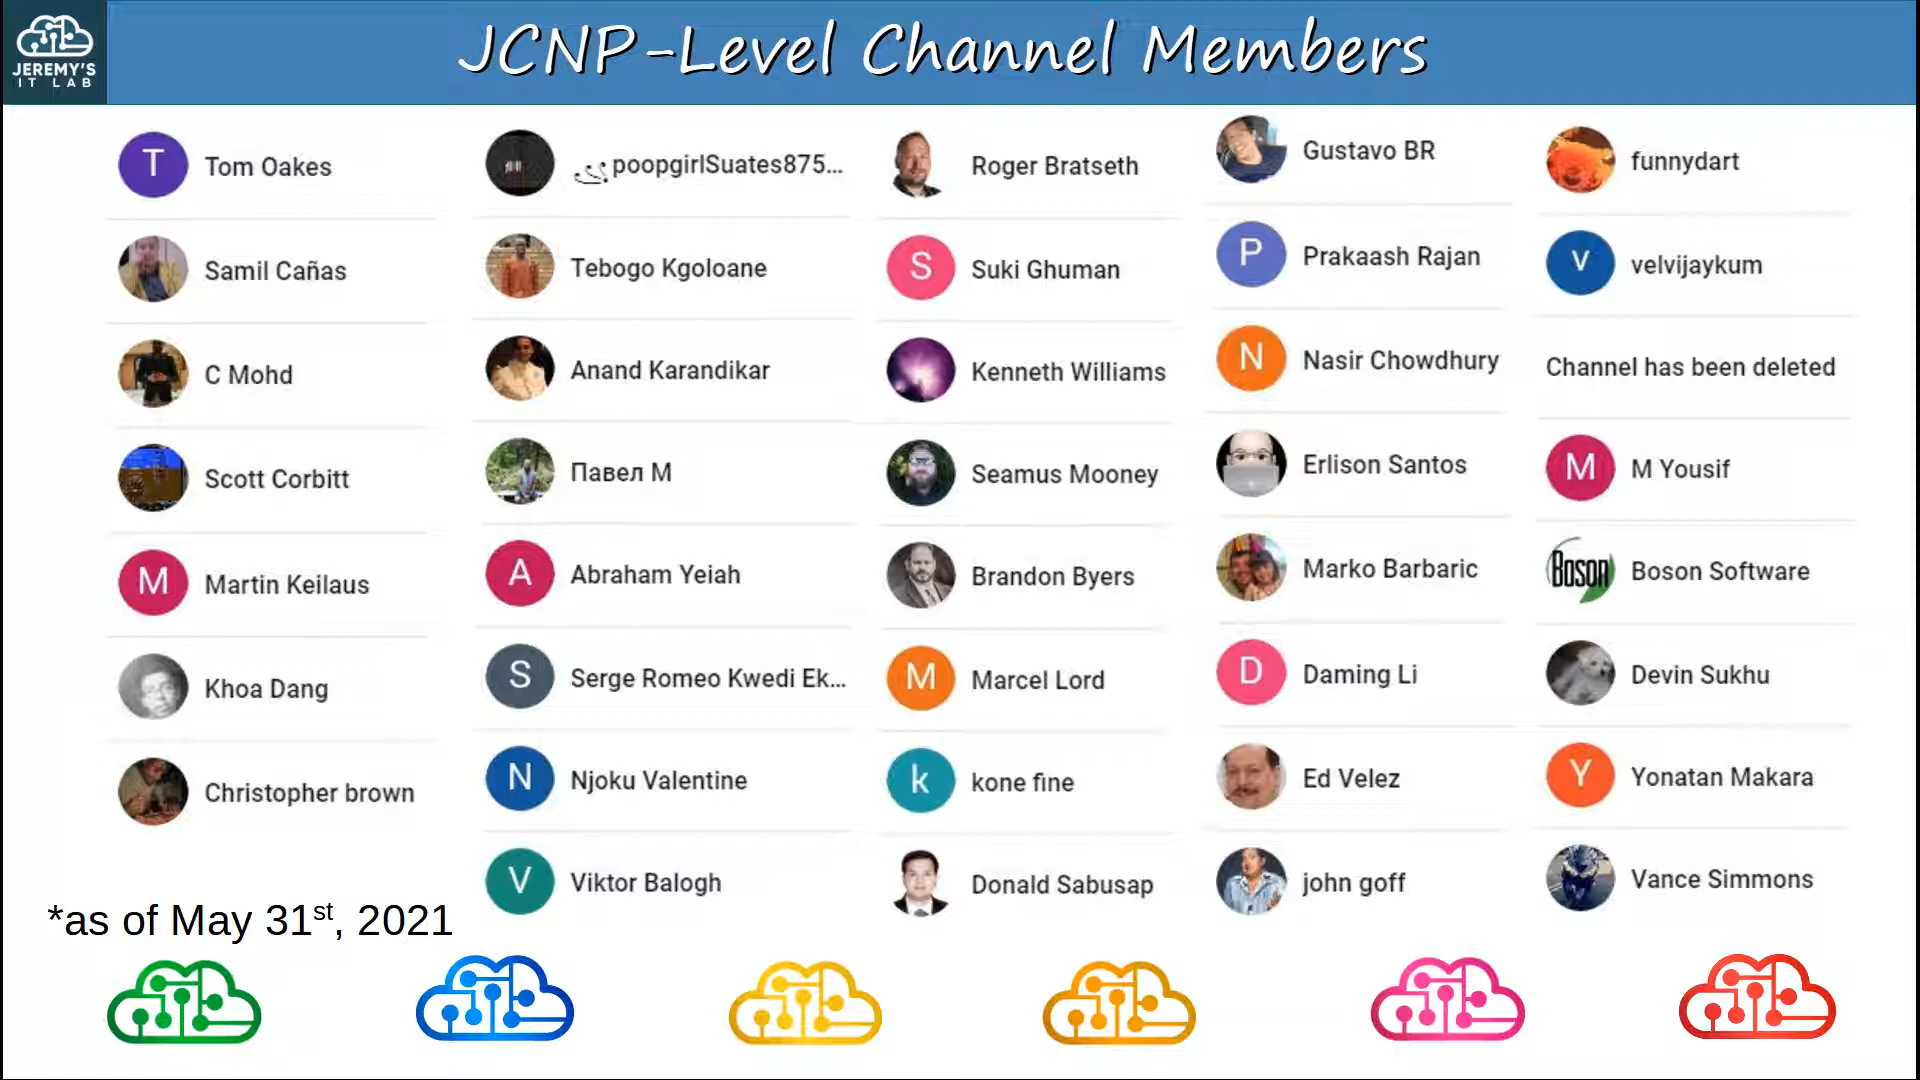 JEREMY'S
IT LAB
JCNP-Level Channel Members
T
Tom Oakes
Samil Cañas
C Mohd
Scott Corbitt
M
Martin Keilaus
Khoa Dang
Christopher brown
poopgirlSuates875...
Tebogo Kgoloane
Anand Karandikar
Павел М
A
Abraham Yeiah
S
Serge Romeo Kwedi Ek...
N
Njoku Valentine
V
Viktor Balogh
Roger Bratseth
S
Suki Ghuman
Kenneth Williams
Seamus Mooney
Brandon Byers
M
Marcel Lord
k
kone fine
Donald Sabusap
Gustavo BR
P
Prakaash Rajan
N
Nasir Chowdhury
Erlison Santos
Marko Barbaric
D
Daming Li
Ed Velez
john goff
funnydart
v
velvijaykum
Channel has been deleted
M
M Yousif
Boson
Boson Software
Devin Sukhu
Y
Yonatan Makara
Vance Simmons
*as of May 31st, 2021